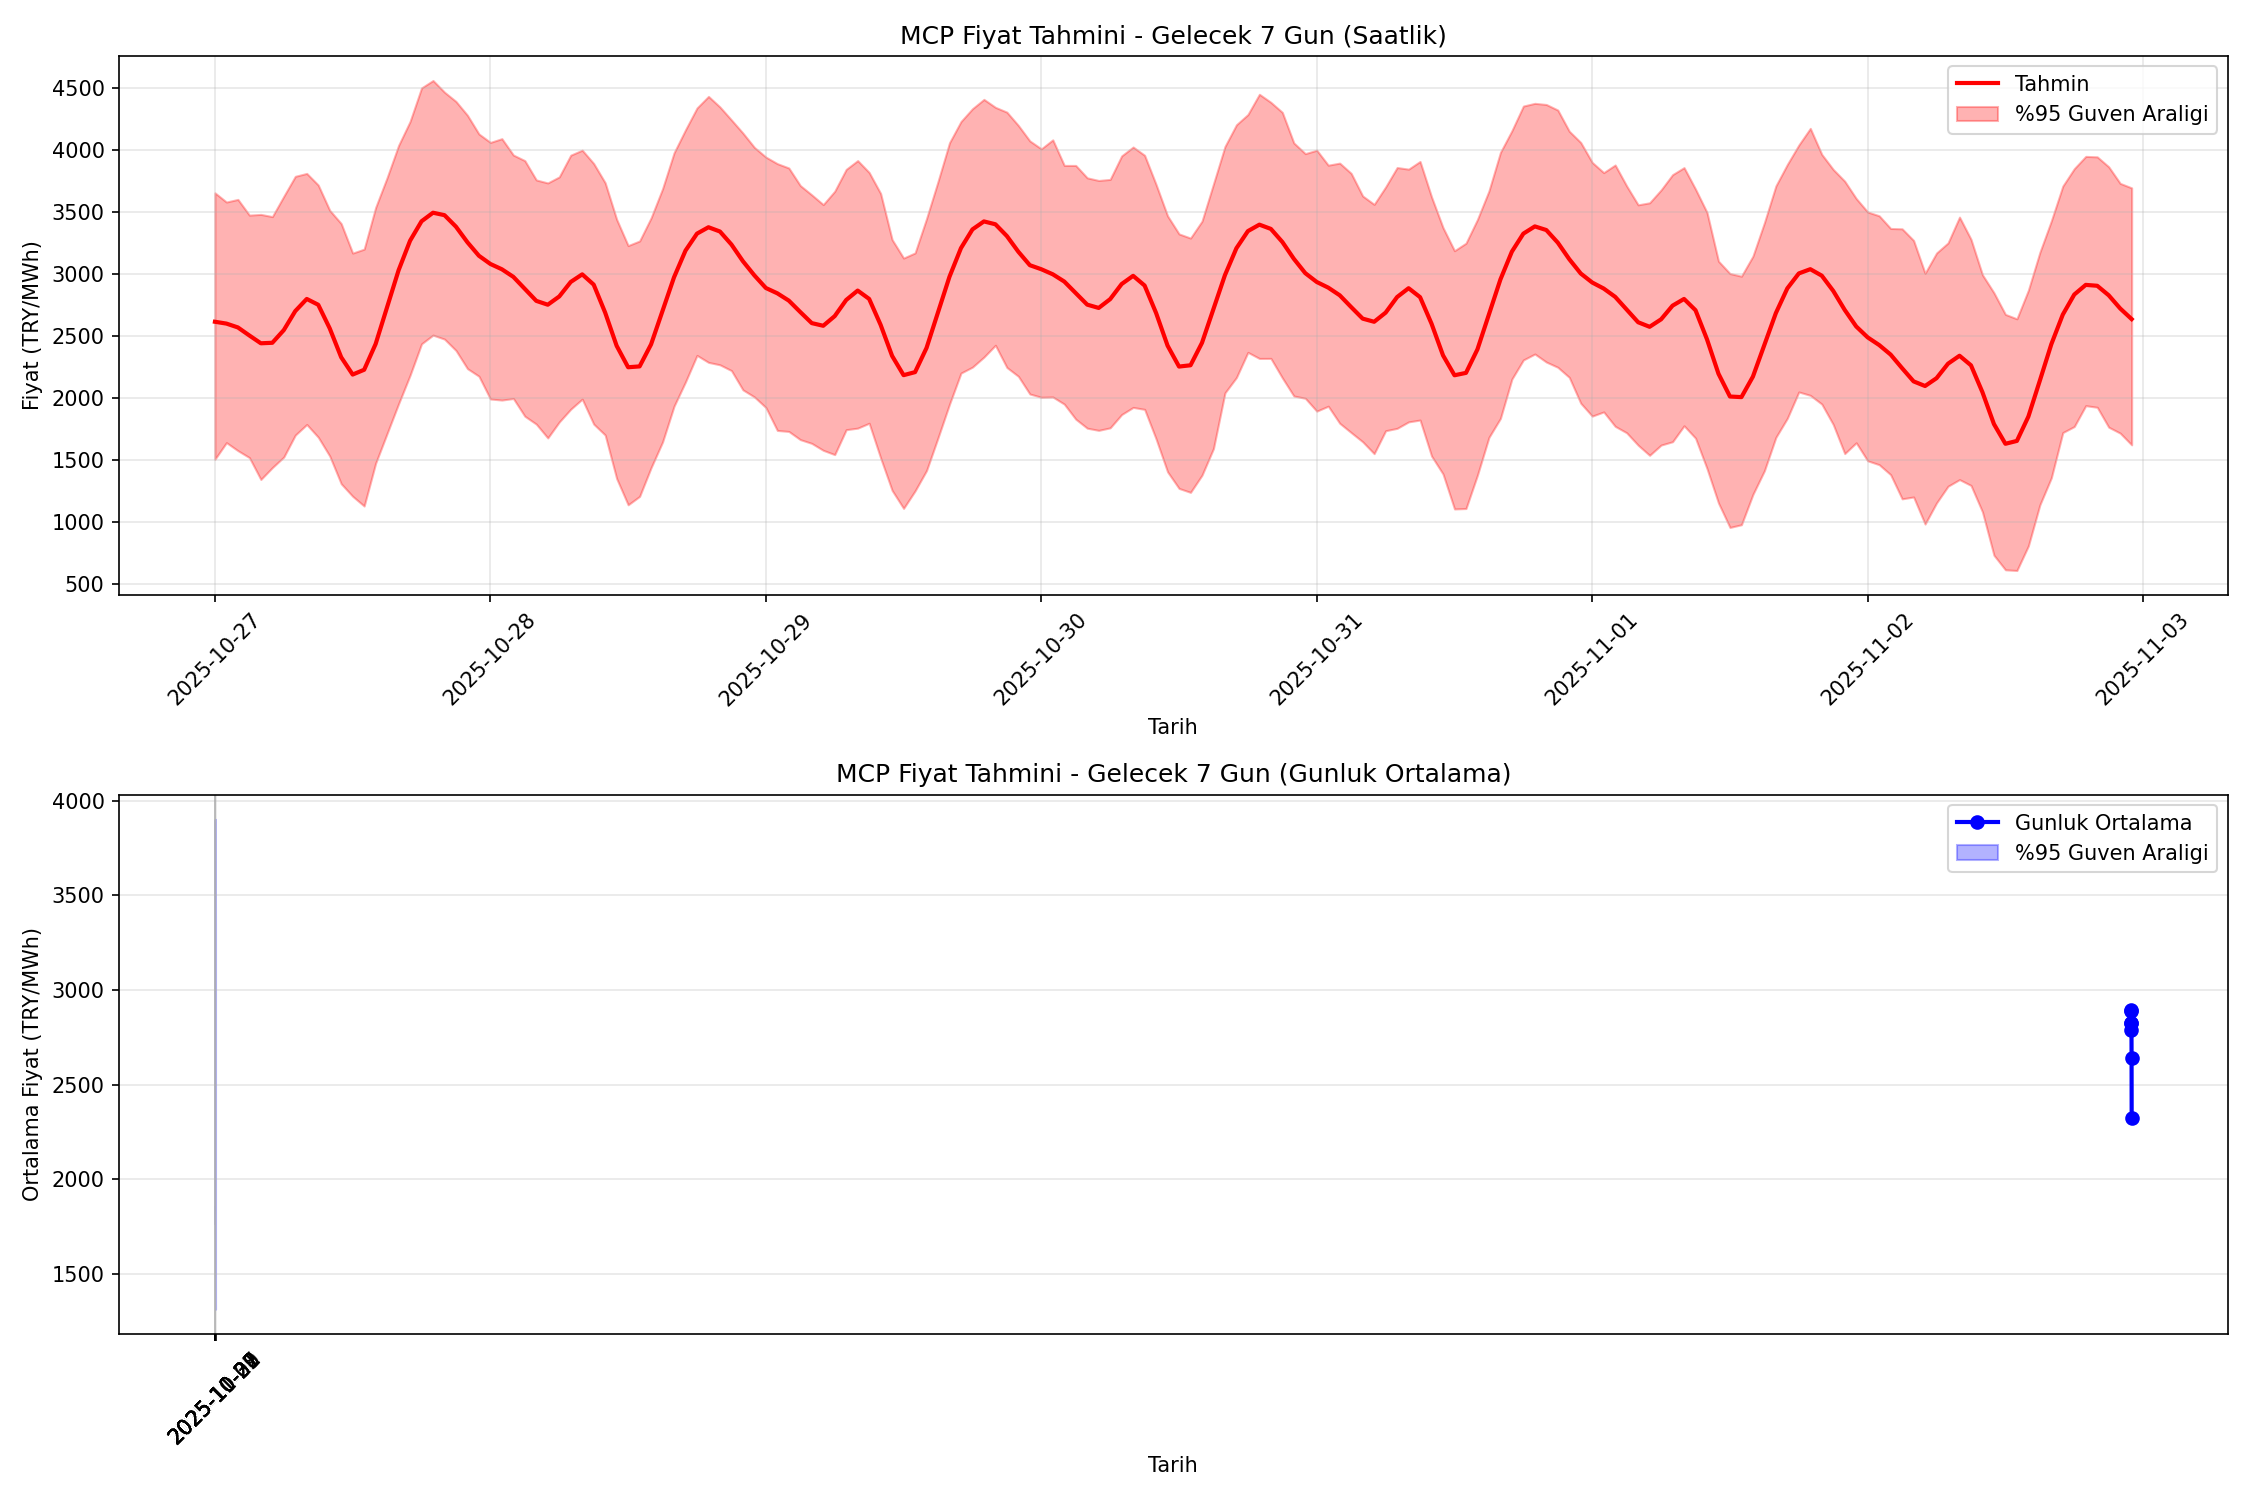 MCP Fiyat Tahmini - Gelecek 7 Gun (Saatlik)
Fiyat (TRY/MWh)
4500
4000
3500
3000
2500
2000
1500
1000
500
Tahmin
%95 Guven Araligi
2025-10-27
2025-10-28
2025-10-29
2025-10-30
2025-10-31
2025-11-01
2025-11-02
2025-11-03
Tarih
MCP Fiyat Tahmini - Gelecek 7 Gun (Gunluk Ortalama)
Ortalama Fiyat (TRY/MWh)
4000
3500
3000
2500
2000
1500
Gunluk Ortalama
%95 Guven Araligi
Tarih